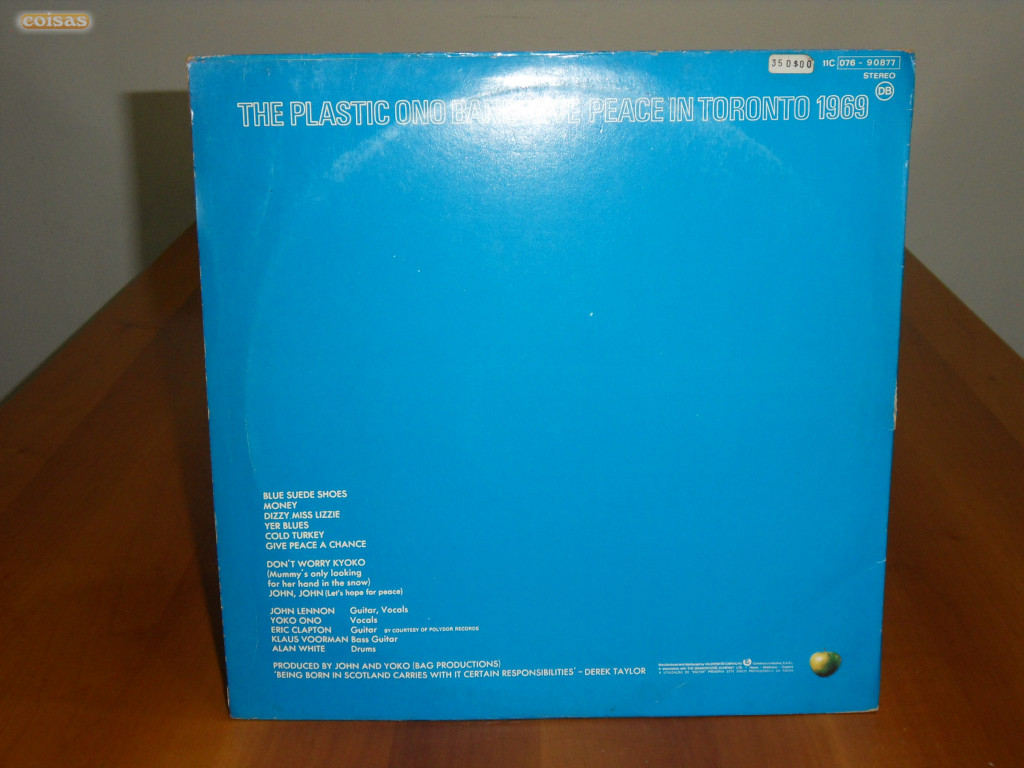 coisas
350$00
11C 076 - 90877
STEREO
DB
THE PLASTIC ONO BAND PEACE IN TORONTO 1969
BLUE SUEDE SHOES
MONEY
DIZZY MISS LIZZIE
YER BLUES
COLD TURKEY
GIVE PEACE A CHANCE
DON'T WORRY KYOKO
(Mummy's only looking
for her hand in the snow)
JOHN, JOHN (Let's hope for peace)
JOHN LENNON Guitar, Vocals
YOKO ONO Vocals
ERIC CLAPTON Guitar BY COURTESY OF POLYDOR RECORDS
KLAUS VOORMAN Bass Guitar
ALAN WHITE Drums
PRODUCED BY JOHN AND YOKO (BAG PRODUCTIONS)
'BEING BORN IN SCOTLAND CARRIES WITH IT CERTAIN RESPONSIBILITIES' - DEREK TAYLOR